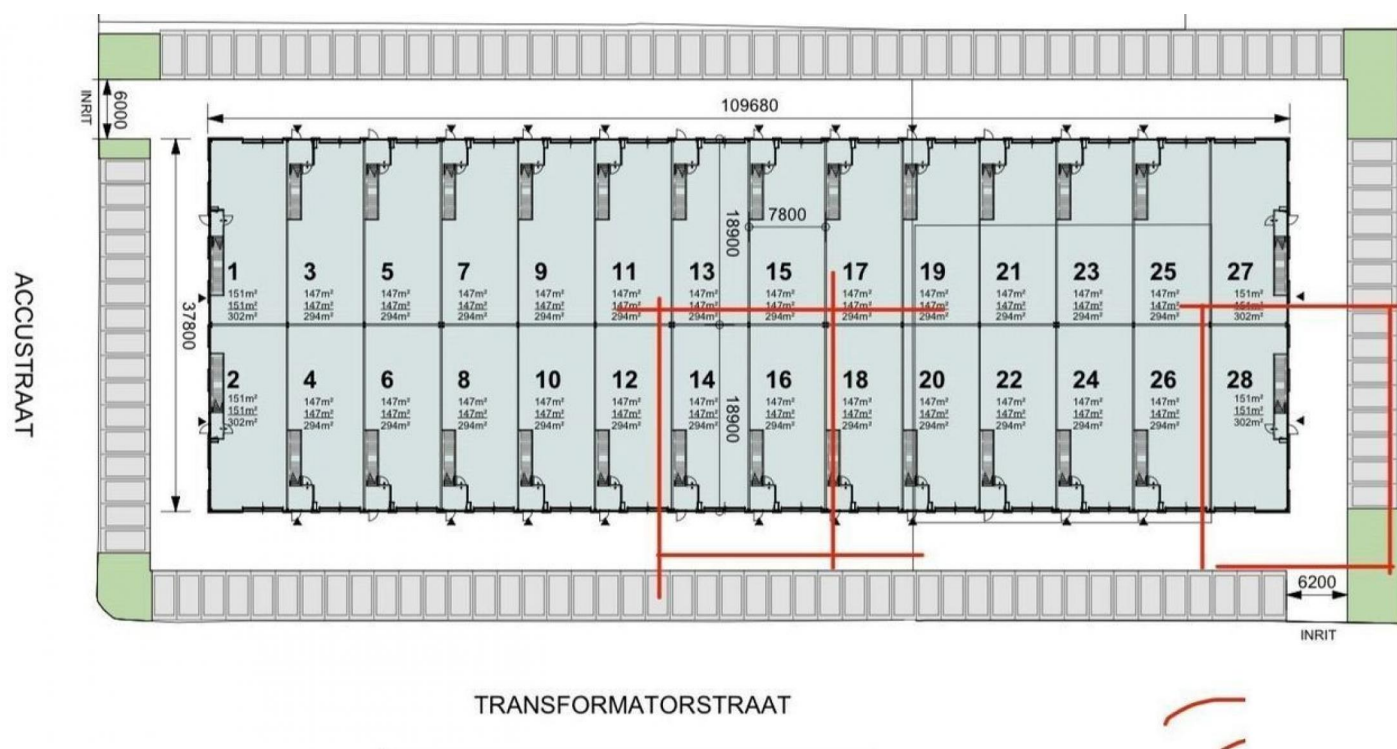 109680
6000
INRIT
18900
7800
37800
ACCUSTRAAT
1
151m²
151m²
302m²
3
147m²
147m²
294m²
5
147m²
147m²
294m²
7
147m²
147m²
294m²
9
147m²
147m²
294m²
11
147m²
147m²
294m²
13
147m²
147m²
294m²
15
147m²
147m²
294m²
17
147m²
147m²
294m²
19
147m²
147m²
294m²
21
147m²
147m²
294m²
23
147m²
147m²
294m²
25
147m²
147m²
294m²
27
151m²
151m²
302m²
2
151m²
151m²
302m²
4
147m²
147m²
294m²
6
147m²
147m²
294m²
8
147m²
147m²
294m²
10
147m²
147m²
294m²
12
147m²
147m²
294m²
14
147m²
147m²
294m²
18900
16
147m²
147m²
294m²
18
147m²
147m²
294m²
20
147m²
147m²
294m²
22
147m²
147m²
294m²
24
147m²
147m²
294m²
26
147m²
147m²
294m²
28
151m²
151m²
302m²
6200
INRIT
TRANSFORMATORSTRAAT